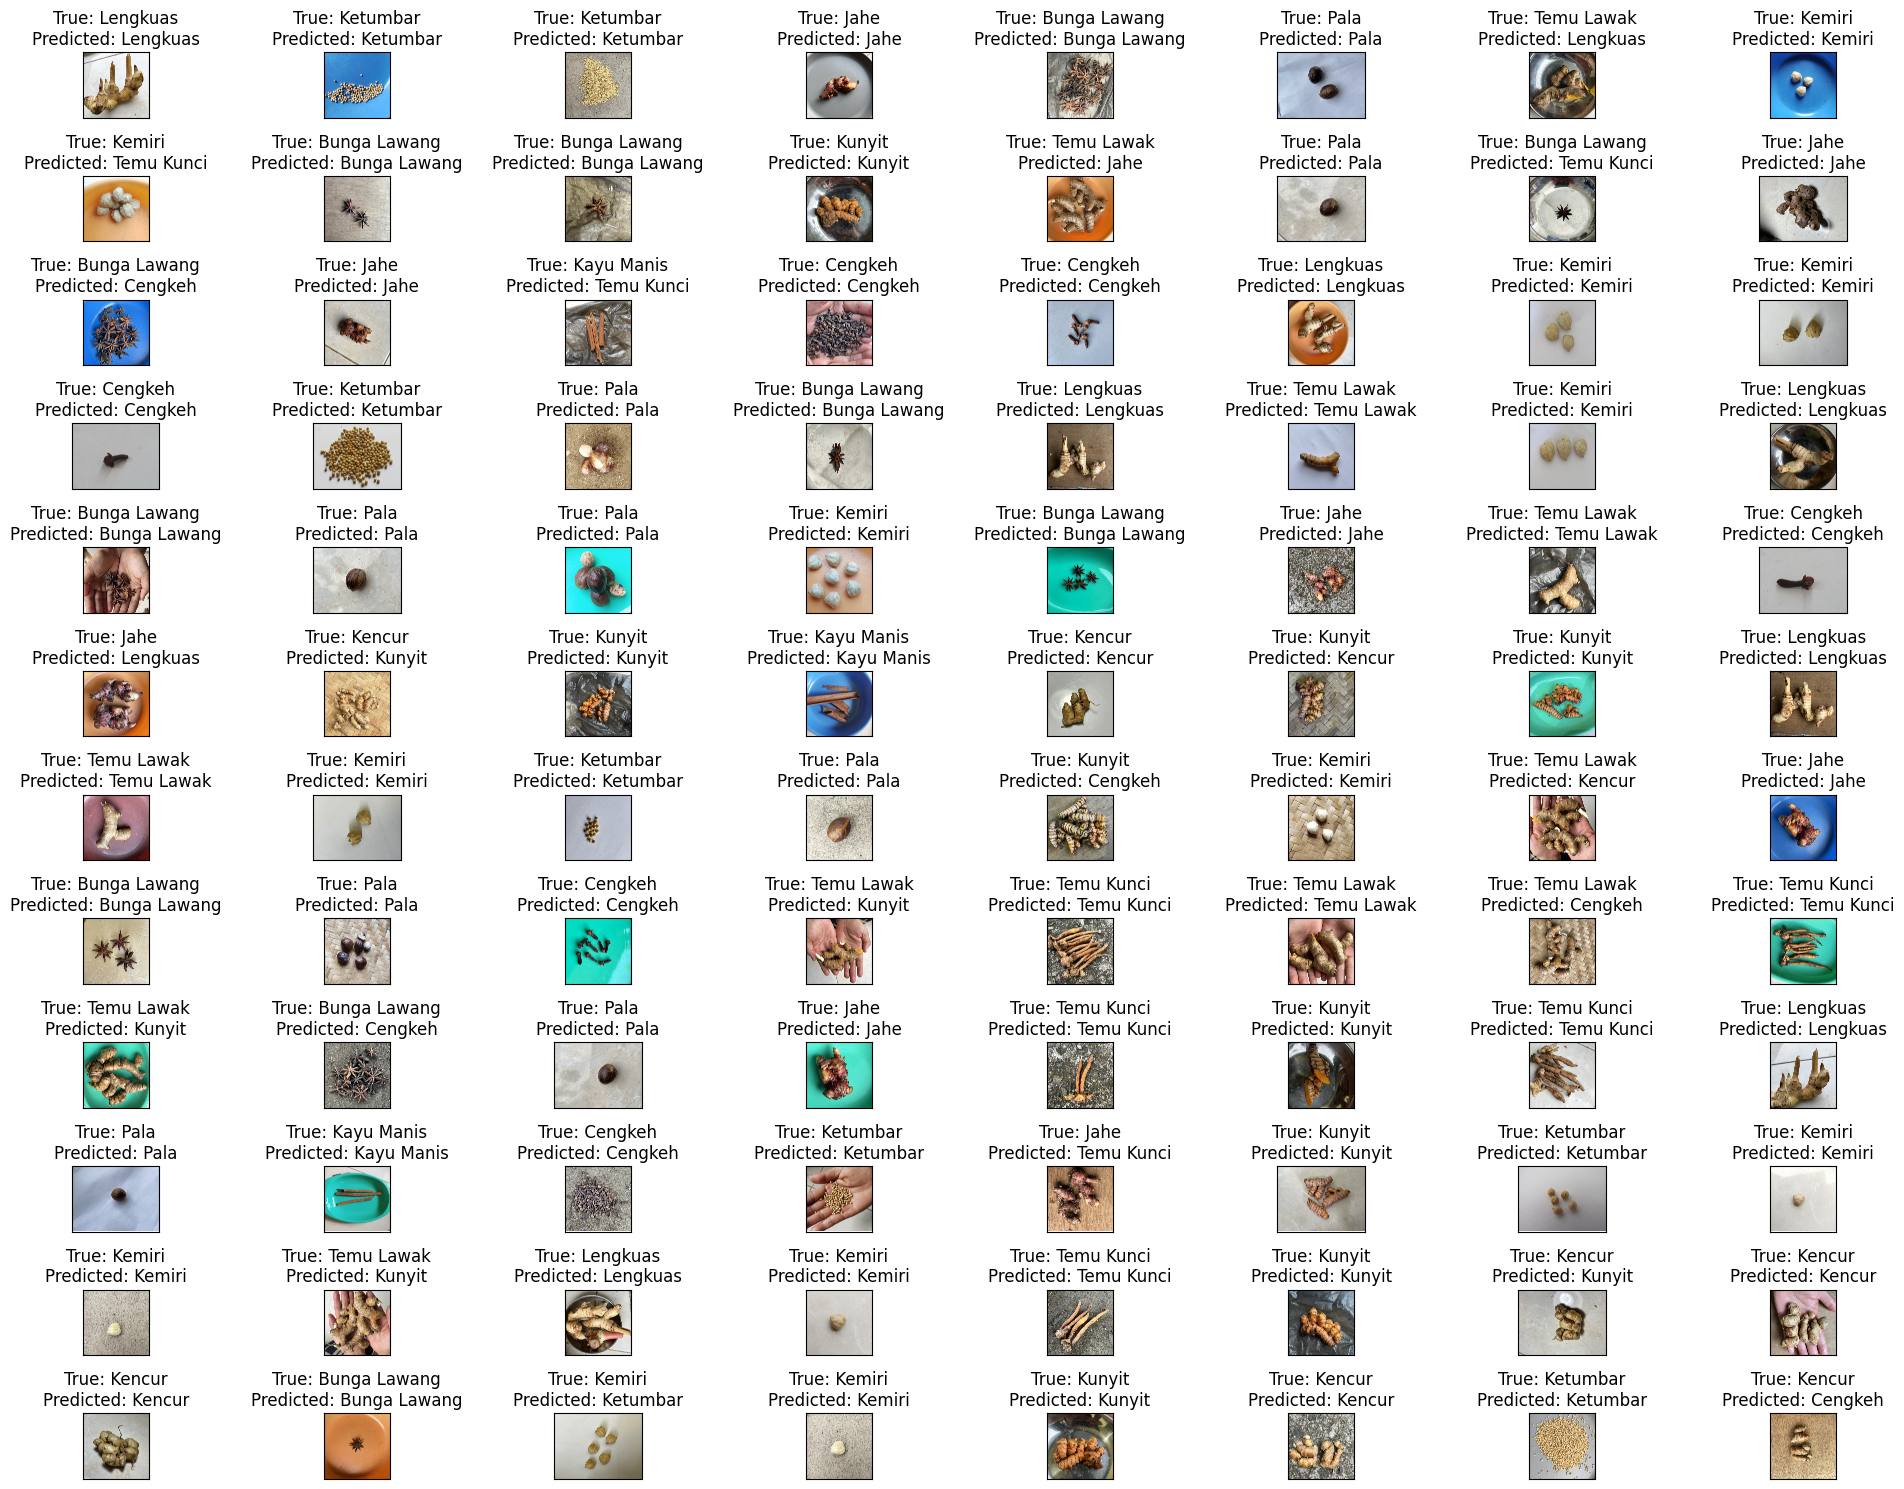 True: Lengkuas
Predicted: Lengkuas
True: Ketumbar
Predicted: Ketumbar
True: Ketumbar
Predicted: Ketumbar
True: Jahe
Predicted: Jahe
True: Bunga Lawang
Predicted: Bunga Lawang
True: Pala
Predicted: Pala
True: Temu Lawak
Predicted: Lengkuas
True: Kemiri
Predicted: Kemiri
True: Kemiri
Predicted: Temu Kunci
True: Bunga Lawang
Predicted: Bunga Lawang
True: Bunga Lawang
Predicted: Bunga Lawang
True: Kunyit
Predicted: Kunyit
True: Temu Lawak
Predicted: Jahe
True: Pala
Predicted: Pala
True: Bunga Lawang
Predicted: Temu Kunci
True: Jahe
Predicted: Jahe
True: Bunga Lawang
Predicted: Cengkeh
True: Jahe
Predicted: Jahe
True: Kayu Manis
Predicted: Temu Kunci
True: Cengkeh
Predicted: Cengkeh
True: Cengkeh
Predicted: Cengkeh
True: Lengkuas
Predicted: Lengkuas
True: Kemiri
Predicted: Kemiri
True: Kemiri
Predicted: Kemiri
True: Cengkeh
Predicted: Cengkeh
True: Ketumbar
Predicted: Ketumbar
True: Pala
Predicted: Pala
True: Bunga Lawang
Predicted: Bunga Lawang
True: Lengkuas
Predicted: Lengkuas
True: Temu Lawak
Predicted: Temu Lawak
True: Kemiri
Predicted: Kemiri
True: Lengkuas
Predicted: Lengkuas
True: Bunga Lawang
Predicted: Bunga Lawang
True: Pala
Predicted: Pala
True: Pala
Predicted: Pala
True: Kemiri
Predicted: Kemiri
True: Bunga Lawang
Predicted: Bunga Lawang
True: Jahe
Predicted: Jahe
True: Temu Lawak
Predicted: Temu Lawak
True: Cengkeh
Predicted: Cengkeh
True: Jahe
Predicted: Lengkuas
True: Kencur
Predicted: Kunyit
True: Kunyit
Predicted: Kunyit
True: Kayu Manis
Predicted: Kayu Manis
True: Kencur
Predicted: Kencur
True: Kunyit
Predicted: Kencur
True: Kunyit
Predicted: Kunyit
True: Lengkuas
Predicted: Lengkuas
True: Temu Lawak
Predicted: Temu Lawak
True: Kemiri
Predicted: Kemiri
True: Ketumbar
Predicted: Ketumbar
True: Pala
Predicted: Pala
True: Kunyit
Predicted: Cengkeh
True: Kemiri
Predicted: Kemiri
True: Temu Lawak
Predicted: Kencur
True: Jahe
Predicted: Jahe
True: Bunga Lawang
Predicted: Bunga Lawang
True: Pala
Predicted: Pala
True: Cengkeh
Predicted: Cengkeh
True: Temu Lawak
Predicted: Kunyit
True: Temu Kunci
Predicted: Temu Kunci
True: Temu Lawak
Predicted: Temu Lawak
True: Temu Lawak
Predicted: Cengkeh
True: Temu Kunci
Predicted: Temu Kunci
True: Temu Lawak
Predicted: Kunyit
True: Bunga Lawang
Predicted: Cengkeh
True: Pala
Predicted: Pala
True: Jahe
Predicted: Jahe
True: Temu Kunci
Predicted: Temu Kunci
True: Kunyit
Predicted: Kunyit
True: Temu Kunci
Predicted: Temu Kunci
True: Lengkuas
Predicted: Lengkuas
True: Pala
Predicted: Pala
True: Kayu Manis
Predicted: Kayu Manis
True: Cengkeh
Predicted: Cengkeh
True: Ketumbar
Predicted: Ketumbar
True: Jahe
Predicted: Temu Kunci
True: Kunyit
Predicted: Kunyit
True: Ketumbar
Predicted: Ketumbar
True: Kemiri
Predicted: Kemiri
True: Kemiri
Predicted: Kemiri
True: Temu Lawak
Predicted: Kunyit
True: Lengkuas
Predicted: Lengkuas
True: Kemiri
Predicted: Kemiri
True: Temu Kunci
Predicted: Temu Kunci
True: Kunyit
Predicted: Kunyit
True: Kencur
Predicted: Kunyit
True: Kencur
Predicted: Kencur
True: Kencur
Predicted: Kencur
True: Bunga Lawang
Predicted: Bunga Lawang
True: Kemiri
Predicted: Ketumbar
True: Kemiri
Predicted: Kemiri
True: Kunyit
Predicted: Kunyit
True: Kencur
Predicted: Kencur
True: Ketumbar
Predicted: Ketumbar
True: Kencur
Predicted: Cengkeh